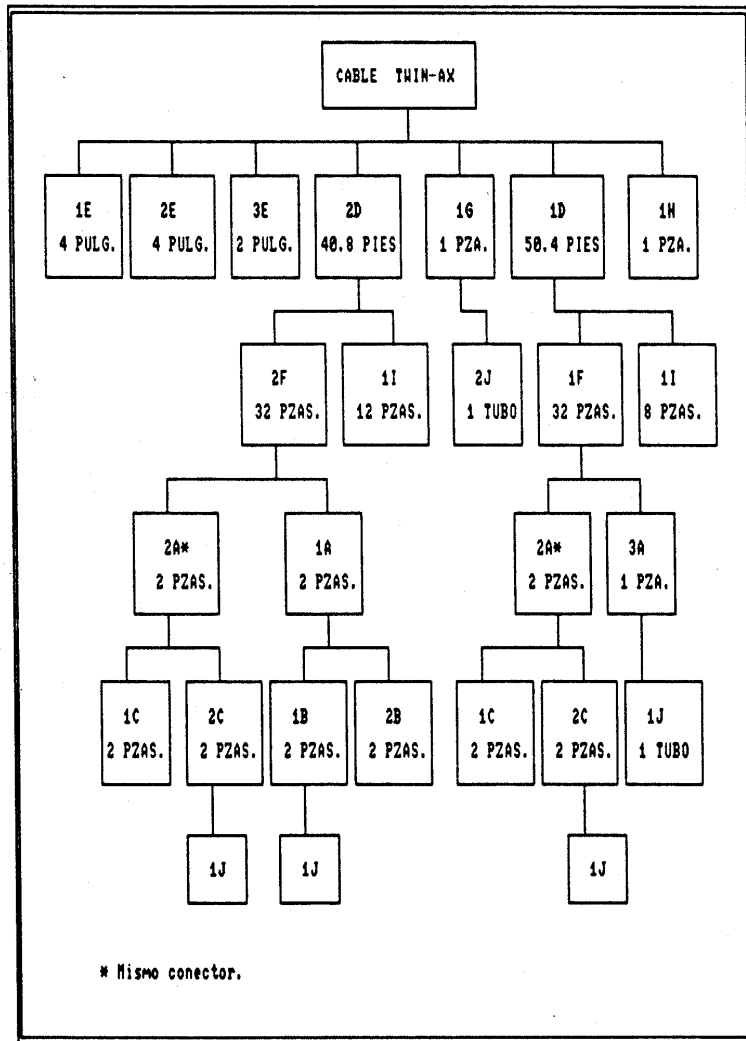 CABLE TWIN-AX
1E
4 PULG.
2E
4 PULG.
3E
2 PULG.
2D
40.8 PIES
1G
1 PZA.
1D
50.4 PIES
1H
1 PZA.
2F
32 PZAS.
1I
12 PZAS.
2J
1 TUBO
1F
32 PZAS.
1I
8 PZAS.
2A*
2 PZAS.
1A
2 PZAS.
2A*
2 PZAS.
3A
1 PZA.
1C
2 PZAS.
2C
2 PZAS.
1B
2 PZAS.
2B
2 PZAS.
1C
2 PZAS.
2C
2 PZAS.
1J
1 TUBO
1J
1J
1J
* Mismo conector.